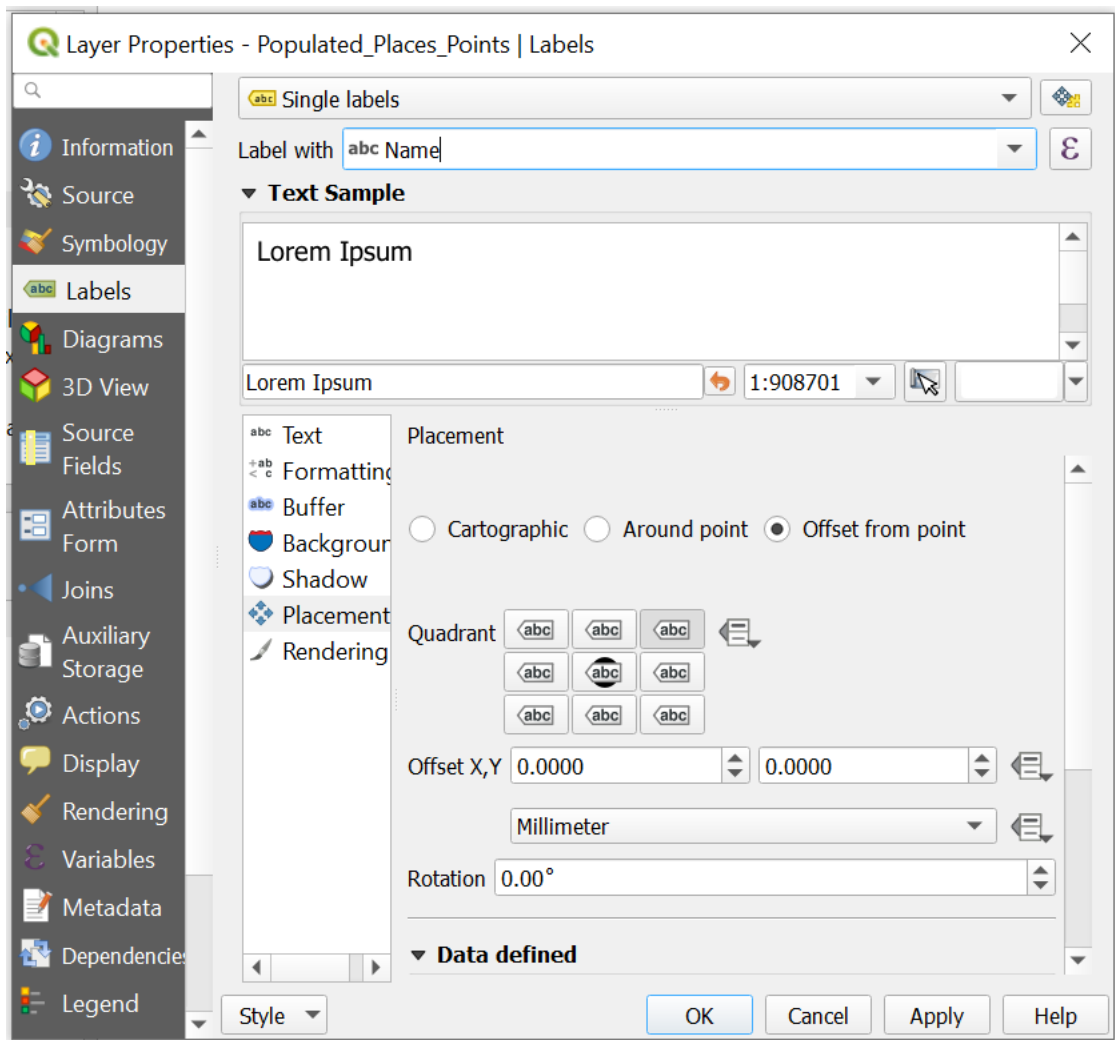 Layer Properties - Populated_Places_Points | Labels
abc Single labels
Label with abc Name
ε
Text Sample
Lorem Ipsum
Lorem Ipsum
1:908701
Information
Source
Symbology
abc Labels
Diagrams
3D View
Source
Fields
Attributes
Form
Joins
Auxiliary
Storage
Actions
Display
Rendering
ε Variables
Metadata
Dependencies
Legend
abc Text
+ab
< c Formatting
abc Buffer
Backgroun
Shadow
Placement
Rendering
Placement
Cartographic Around point Offset from point
Quadrant abc abc abc
abc abc abc
abc abc abc
Offset X,Y 0.0000 0.0000
Millimeter
Rotation 0.00°
Data defined
Style OK Cancel Apply Help